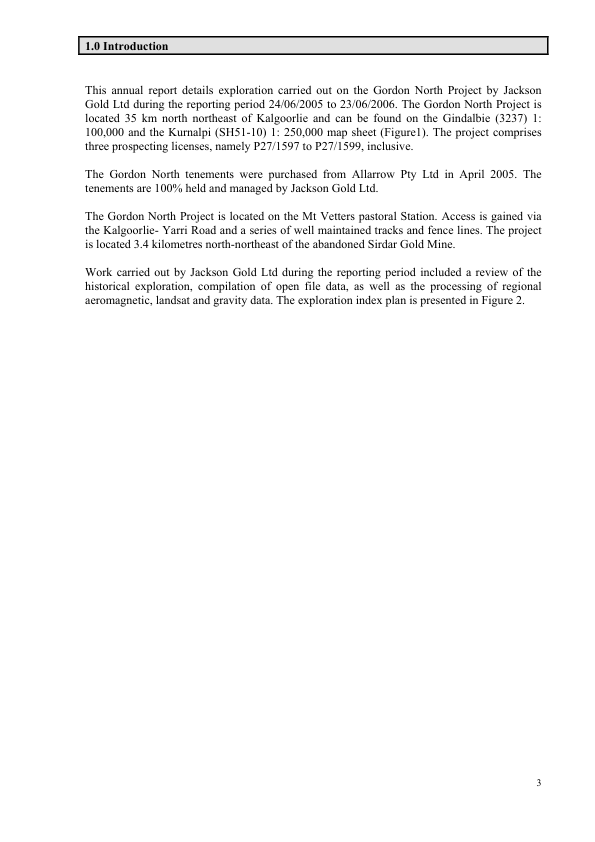 1.0 Introduction
This annual report details exploration carried out on the Gordon North Project by Jackson
Gold Ltd during the reporting period 24/06/2005 to 23/06/2006. The Gordon North Project is
located 35 km north northeast of Kalgoorlie and can be found on the Gindalbie (3237) 1:
100,000 and the Kurnalpi (SH51-10) 1: 250,000 map sheet (Figure1). The project comprises
three prospecting licenses, namely P27/1597 to P27/1599, inclusive.
The Gordon North tenements were purchased from Allarrow Pty Ltd in April 2005. The
tenements are 100% held and managed by Jackson Gold Ltd.
The Gordon North Project is located on the Mt Vetters pastoral Station. Access is gained via
the Kalgoorlie- Yarri Road and a series of well maintained tracks and fence lines. The project
is located 3.4 kilometres north-northeast of the abandoned Sirdar Gold Mine.
Work carried out by Jackson Gold Ltd during the reporting period included a review of the
historical exploration, compilation of open file data, as well as the processing of regional
aeromagnetic, landsat and gravity data. The exploration index plan is presented in Figure 2.
3